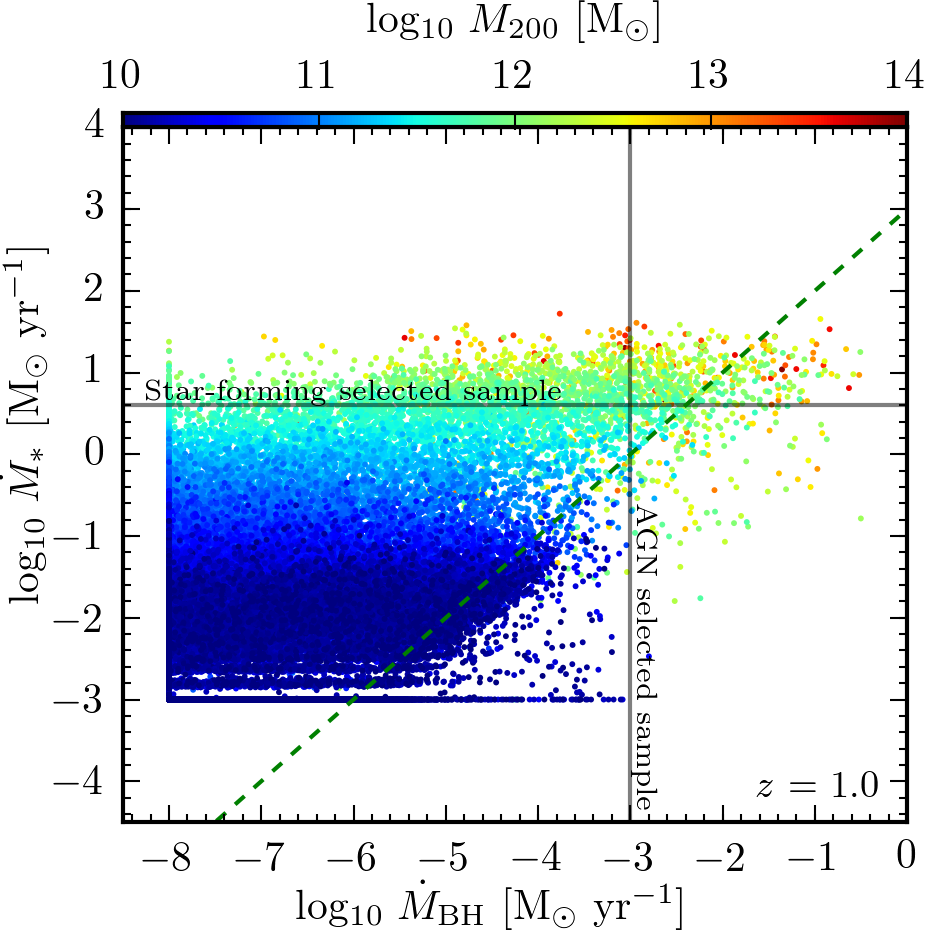 log₁₀ M₂₀₀ [M⊙]
10 11 12 13 14
4
3
2
1
0
−1
−2
−3
−4
log₁₀ Ṁ∗ [M⊙ yr⁻¹]
Star-forming selected sample
AGN selected sample
z = 1.0
−8 −7 −6 −5 −4 −3 −2 −1 0
log₁₀ Ṁ_BH [M⊙ yr⁻¹]